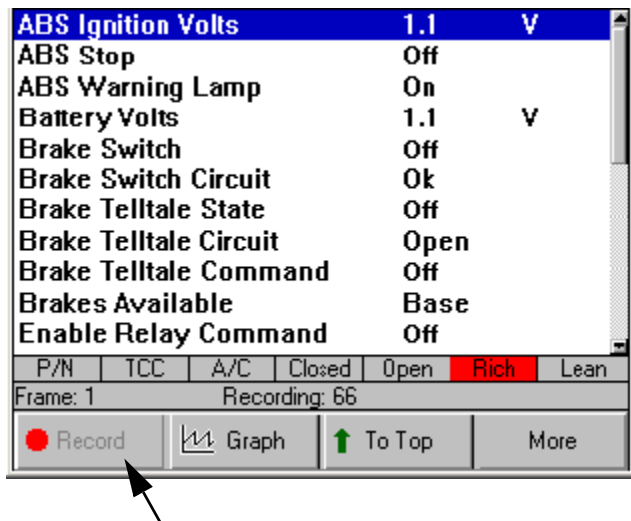 ABS Ignition Volts 1.1 V
ABS Stop Off
ABS Warning Lamp On
Battery Volts 1.1 V
Brake Switch Off
Brake Switch Circuit Ok
Brake Telltale State Off
Brake Telltale Circuit Open
Brake Telltale Command Off
Brakes Available Base
Enable Relay Command Off
P/N TCC A/C Closed Open Rich Lean
Frame: 1 Recording: 66
Record Graph To Top More